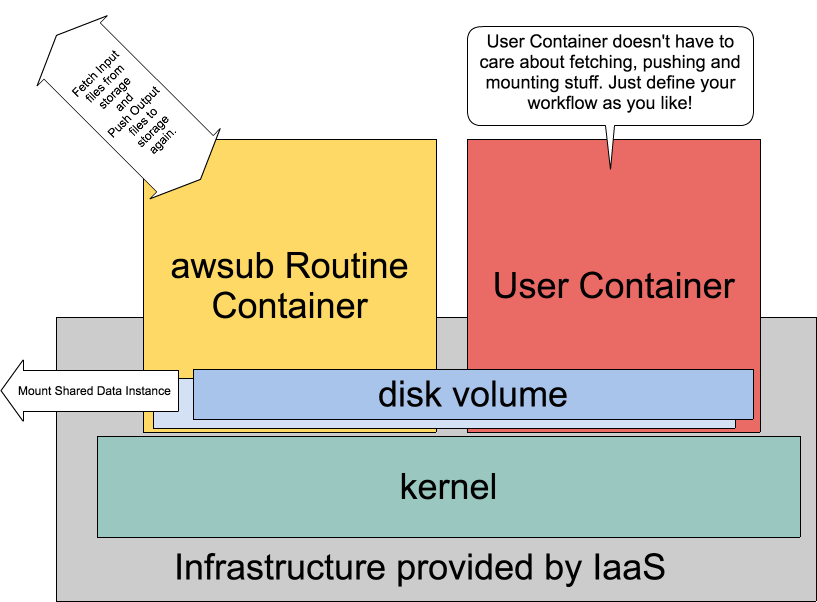 Fetch Input
files from
storage
and
Push Output
files to
storage
again.
User Container doesn't have to
care about fetching, pushing and
mounting stuff. Just define your
workflow as you like!
awsub Routine
Container
User Container
Mount Shared Data Instance
disk volume
kernel
Infrastructure provided by IaaS